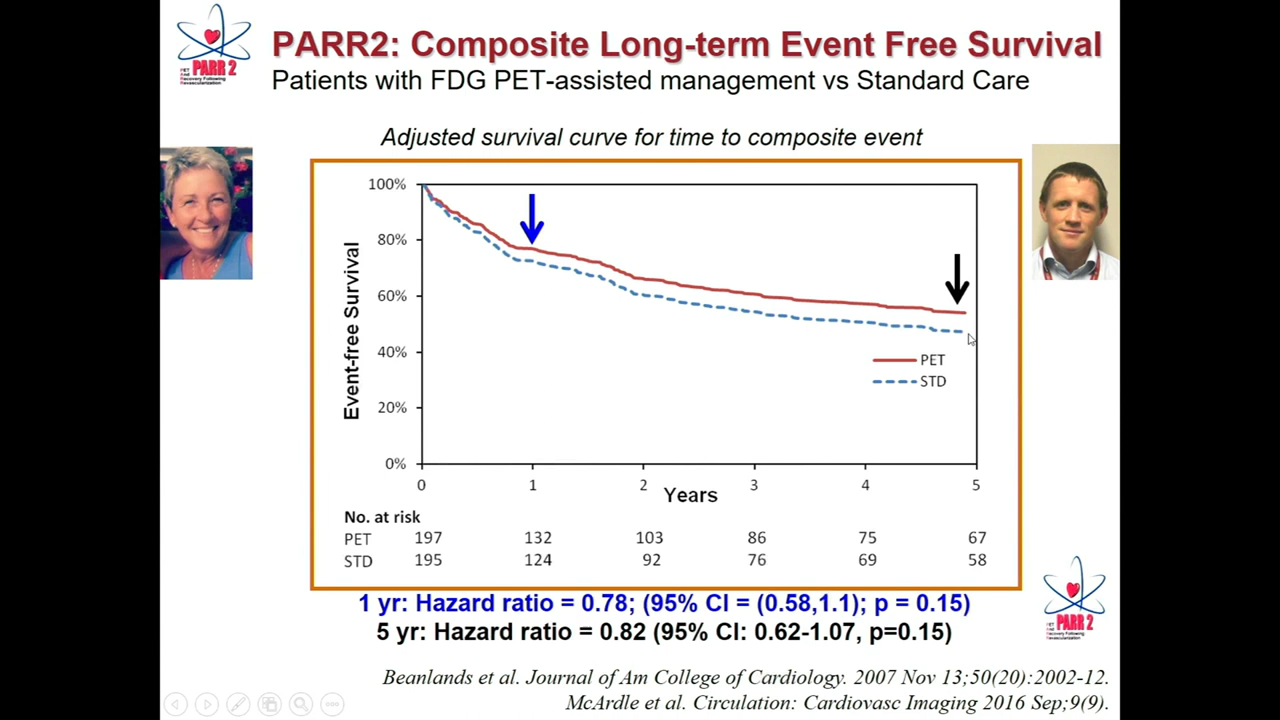 PARR2: Composite Long-term Event Free Survival
Patients with FDG PET-assisted management vs Standard Care
PARR 2
Adjusted survival curve for time to composite event
Event-free Survival
100%
80%
60%
40%
20%
0%
PET
STD
0 1 2 3 4 5
Years
No. at risk
PET 197 132 103 86 75 67
STD 195 124 92 76 69 58
PARR 2
1 yr: Hazard ratio = 0.78; (95% CI = (0.58,1.1); p = 0.15)
5 yr: Hazard ratio = 0.82 (95% CI: 0.62-1.07, p=0.15)
Beanlands et al. Journal of Am College of Cardiology. 2007 Nov 13;50(20):2002-12.
McArdle et al. Circulation: Cardiovasc Imaging 2016 Sep;9(9).